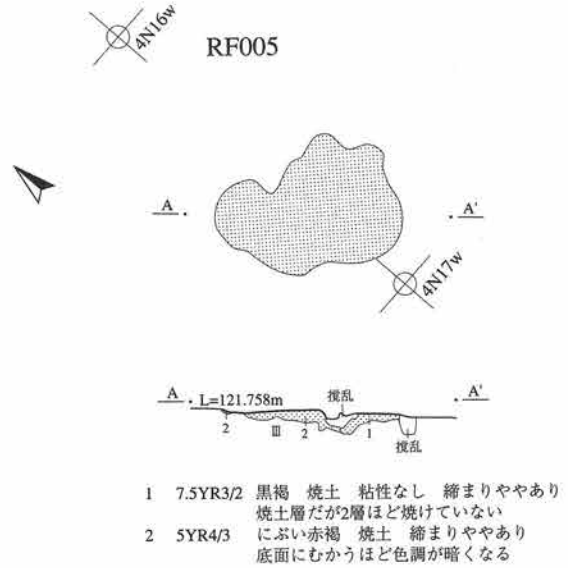 4N16w
RF005
A
A'
4N17w
A
L=121.758m
撹乱
A'
2
Ⅲ
2
1
撹乱
1 7.5YR3/2 黒褐 焼土 粘性なし 締まりややあり
焼土層だが2層ほど焼けていない
2 5YR4/3 にぶい赤褐 焼土 締まりややあり
底面にむかうほど色調が暗くなる